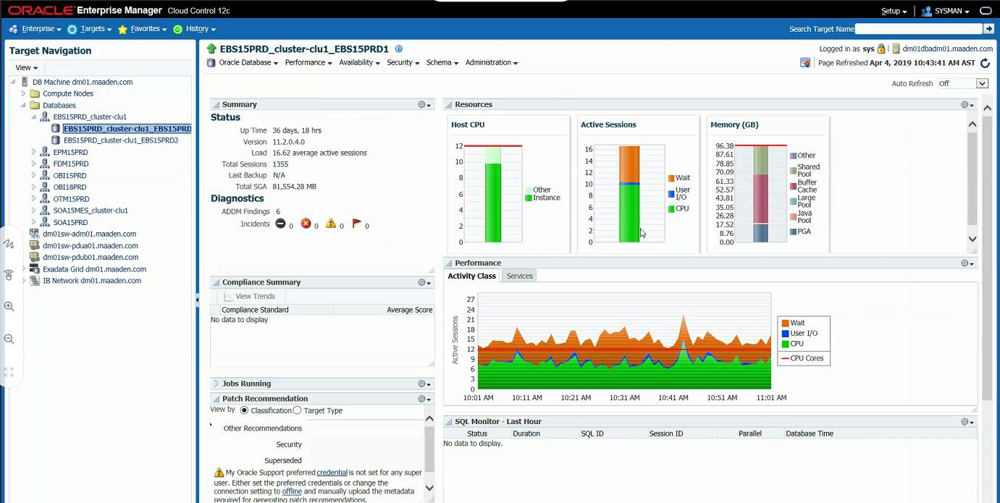 ORACLE Enterprise Manager Cloud Control 12c
Setup SYSMAN
Enterprise Targets Favorites History
Search Target Name
Target Navigation
View
DB Machine dm01.maaden.com
Compute Nodes
Databases
EBS15PRD_cluster-clu1
EBS15PRD_cluster-clu1_EBS15PRD
EBS15PRD_cluster-clu1_EBS15PRD2
EPM15PRD
FDM15PRD
OBI15PRD
OBI18PRD
OTM15PRD
SOA15MES_cluster-clu1
SOA15PRD
dm01sw-adm01.maaden.com
dm01sw-pdua01.maaden.com
dm01sw-pdub01.maaden.com
Exadata Grid dm01.maaden.com
IB Network dm01.maaden.com
EBS15PRD_cluster-clu1_EBS15PRD1
Logged in as sys dm01dbadm01.maaden.com
Oracle Database Performance Availability Security Schema Administration
Page Refreshed Apr 4, 2019 10:43:41 AM AST
Auto Refresh Off
Summary
Status
Up Time 36 days, 18 hrs
Version 11.2.0.4.0
Load 16.62 average active sessions
Total Sessions 1355
Last Backup N/A
Total SGA 81,554.28 MB
Diagnostics
ADDM Findings 6
Incidents 0 0 0 0
Compliance Summary
View Trends
Compliance Standard Average Score
No data to display
Jobs Running
Patch Recommendation
View by Classification Target Type
Other Recommendations
Security
Superseded
My Oracle Support preferred credential is not set for any super
user. Either set the preferred credentials or change the
connection setting to offline and manually upload the metadata
required for generating patch recommendations.
Resources
Host CPU
12
10
8
6
4
2
0
Other
Instance
Active Sessions
16
14
12
10
8
6
4
2
0
Wait
User
I/O
CPU
Memory (GB)
96.38
87.61
78.85
70.09
61.33
52.57
43.81
35.05
26.28
17.52
8.76
0.00
Other
Shared
Pool
Buffer
Cache
Large
Pool
Java
Pool
PGA
Performance
Activity Class Services
Active Sessions
27
24
21
18
15
12
9
6
3
0
10:01 AM 10:11 AM 10:21 AM 10:31 AM 10:41 AM 10:51 AM 11:01 AM
Wait
User I/O
CPU
CPU Cores
SQL Monitor - Last Hour
Status Duration SQL ID Session ID Parallel Database Time
No data to display.